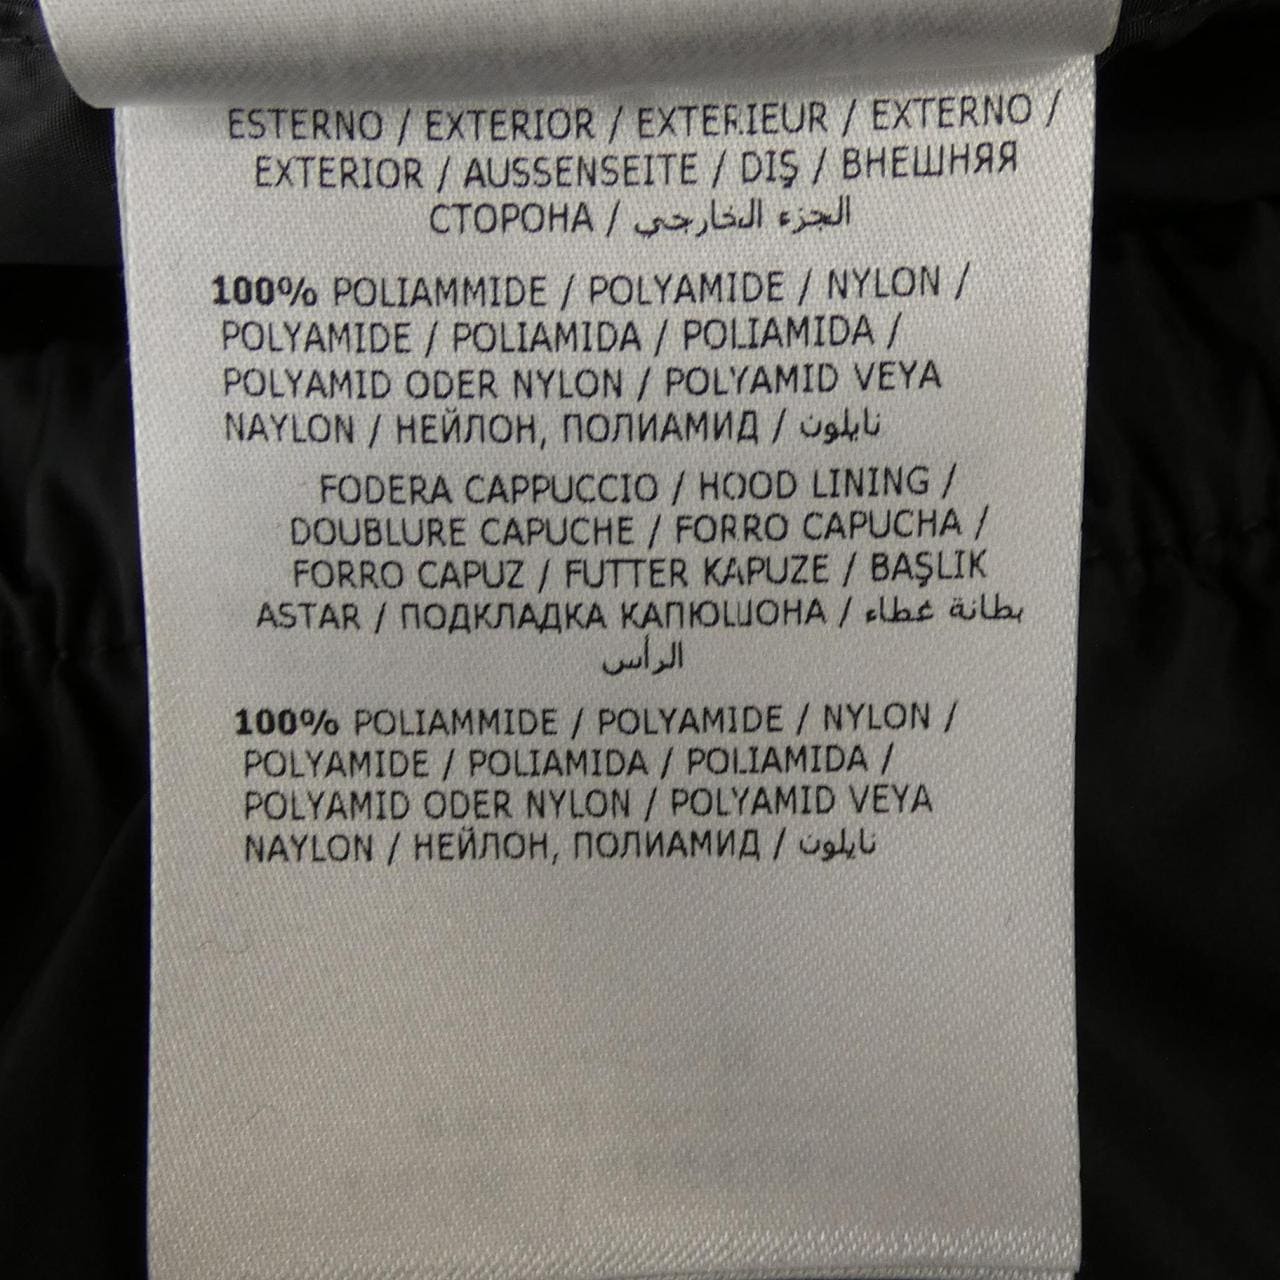 ESTERNO / EXTERIOR / EXTERIEUR / EXTERNO /
EXTERIOR / AUSSENSEITE / DIŞ / ВНЕШНЯЯ
СТОРОНА / الجزء الخارجي
100% POLIAMMIDE / POLYAMIDE / NYLON /
POLYAMIDE / POLIAMIDA / POLIAMIDA /
POLYAMID ODER NYLON / POLYAMID VEYA
NAYLON / НЕЙЛОН, ПОЛИАМИД / نايلون
FODERA CAPPUCCIO / HOOD LINING /
DOUBLURE CAPUCHE / FORRO CAPUCHA /
FORRO CAPUZ / FUTTER KAPUZE / BAŞLIK
ASTAR / ПОДКЛАДКА КАПЮШОНА / بطانة غطاء
الرأس
100% POLIAMMIDE / POLYAMIDE / NYLON /
POLYAMIDE / POLIAMIDA / POLIAMIDA /
POLYAMID ODER NYLON / POLYAMID VEYA
NAYLON / НЕЙЛОН, ПОЛИАМИД / نايلون